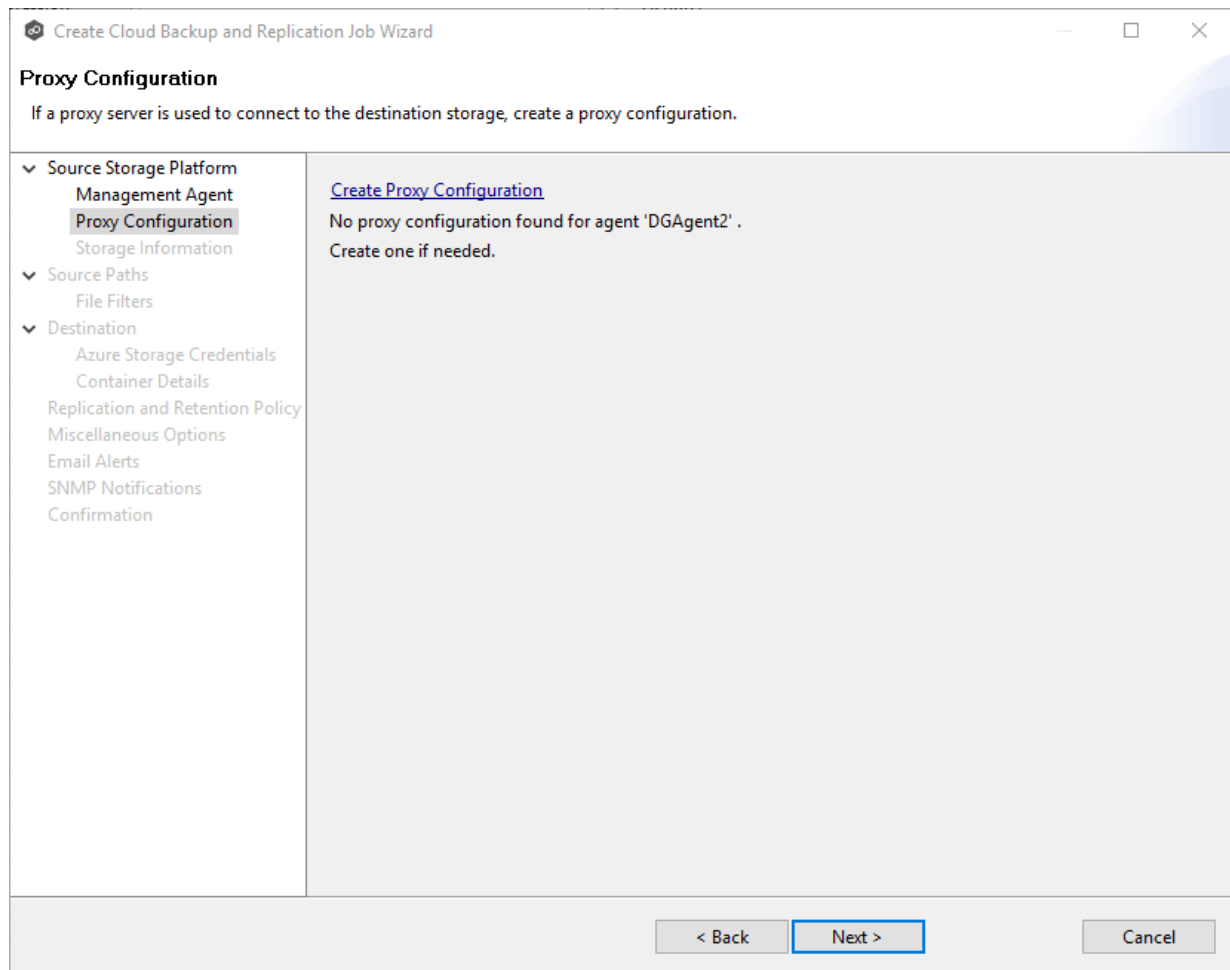 Create Cloud Backup and Replication Job Wizard
Proxy Configuration
If a proxy server is used to connect to the destination storage, create a proxy configuration.
Source Storage Platform
Management Agent
Proxy Configuration
Storage Information
Source Paths
File Filters
Destination
Azure Storage Credentials
Container Details
Replication and Retention Policy
Miscellaneous Options
Email Alerts
SNMP Notifications
Confirmation
Create Proxy Configuration
No proxy configuration found for agent 'DGAgent2' .
Create one if needed.
< Back
Next >
Cancel